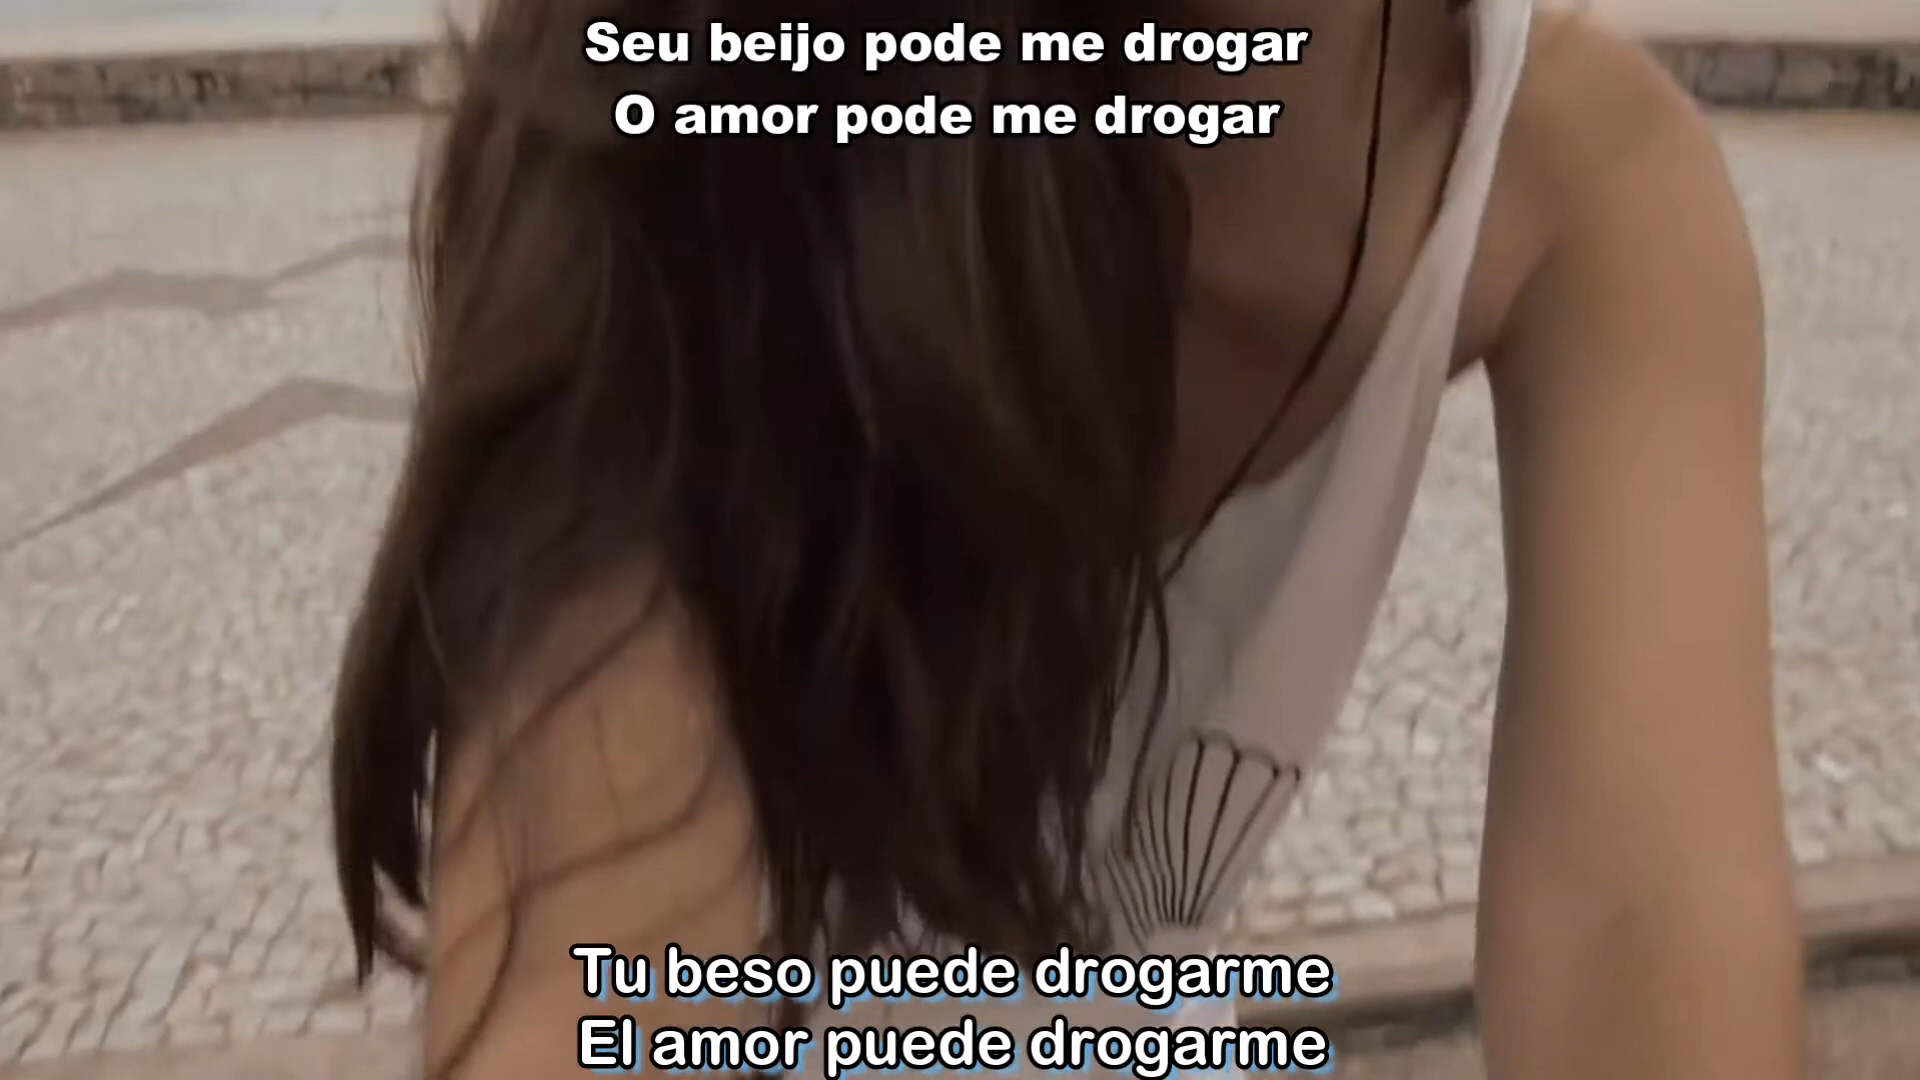 Seu beijo pode me drogar
O amor pode me drogar
Tu beso puede drogarme
El amor puede drogarme